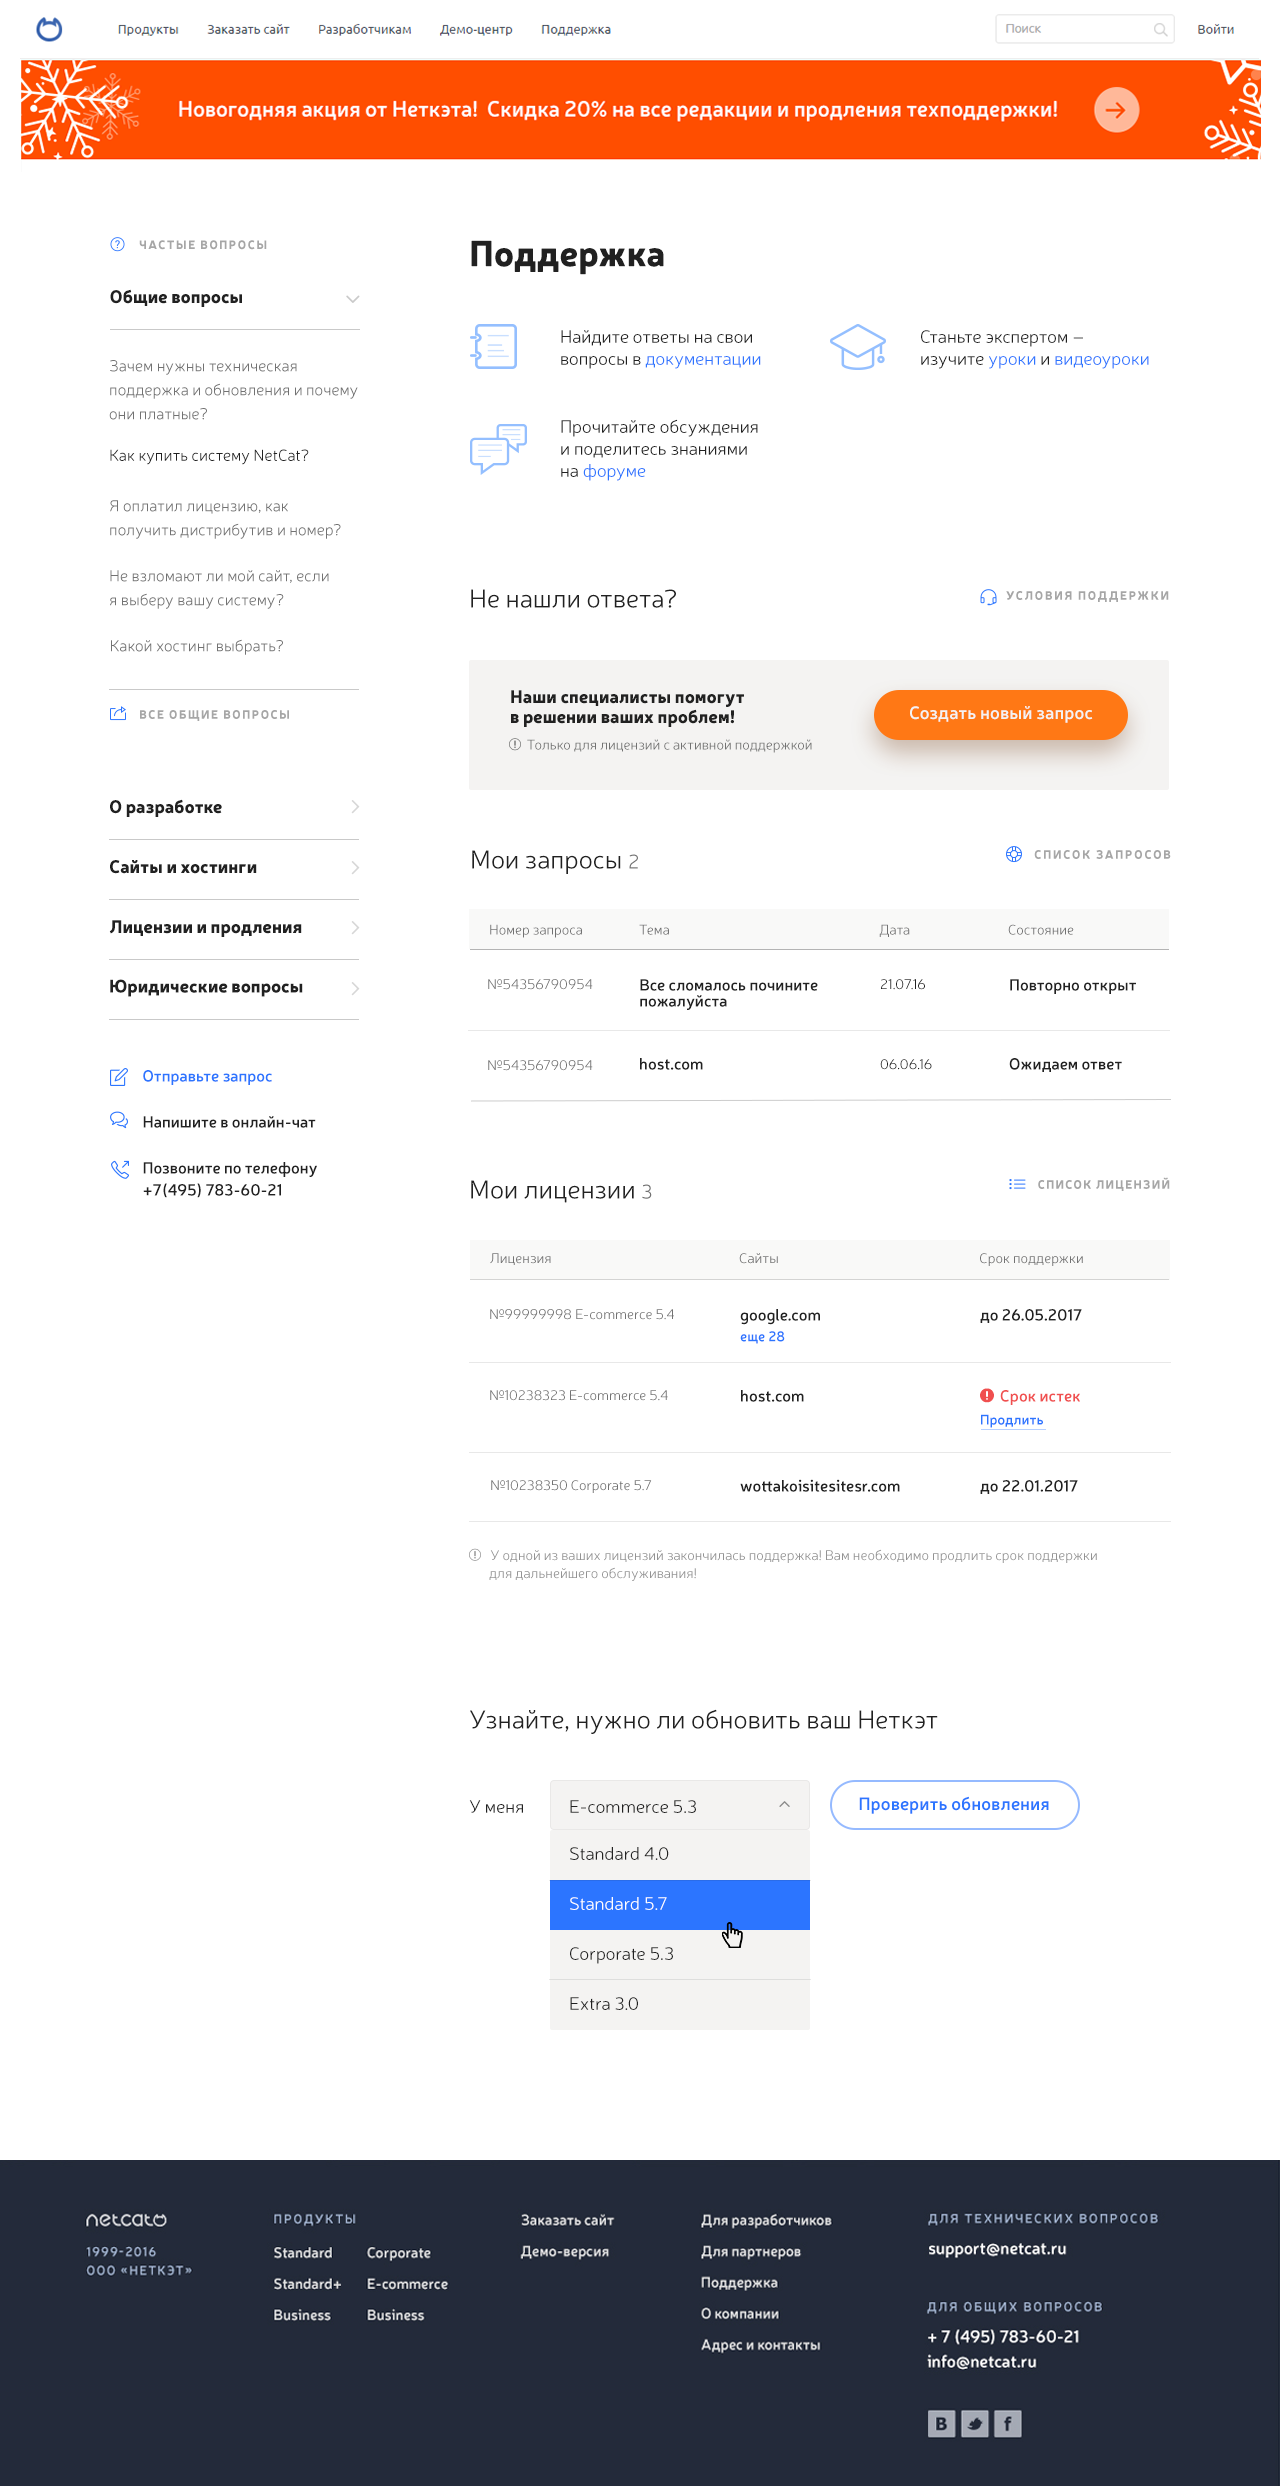 Продукты Заказать сайт Разработчикам Демо-центр Поддержка Поиск Войти
Новогодняя акция от Неткэта! Скидка 20% на все редакции и продления техподдержки!
ЧАСТЫЕ ВОПРОСЫ
Общие вопросы
Зачем нужны техническая
поддержка и обновления и почему
они платные?
Как купить систему NetCat?
Я оплатил лицензию, как
получить дистрибутив и номер?
Не взломают ли мой сайт, если
я выберу вашу систему?
Какой хостинг выбрать?
ВСЕ ОБЩИЕ ВОПРОСЫ
О разработке
Сайты и хостинги
Лицензии и продления
Юридические вопросы
Отправьте запрос
Напишите в онлайн-чат
Позвоните по телефону
+7(495) 783-60-21
Поддержка
Найдите ответы на свои
вопросы в документации
Станьте экспертом –
изучите уроки и видеоуроки
Прочитайте обсуждения
и поделитесь знаниями
на форуме
Не нашли ответа?
УСЛОВИЯ ПОДДЕРЖКИ
Наши специалисты помогут
в решении ваших проблем!
Только для лицензий с активной поддержкой
Создать новый запрос
Мои запросы 2
СПИСОК ЗАПРОСОВ
Номер запроса Тема Дата Состояние
№54356790954 Все сломалось почините 21.07.16 Повторно открыт
пожалуйста
№54356790954 host.com 06.06.16 Ожидаем ответ
Мои лицензии 3
СПИСОК ЛИЦЕНЗИЙ
Лицензия Сайты Срок поддержки
№99999998 E-commerce 5.4 google.com до 26.05.2017
еще 28
№10238323 E-commerce 5.4 host.com Срок истек
Продлить
№10238350 Corporate 5.7 wottakoisitesitesr.com до 22.01.2017
У одной из ваших лицензий закончилась поддержка! Вам необходимо продлить срок поддержки
для дальнейшего обслуживания!
Узнайте, нужно ли обновить ваш Неткэт
У меня E-commerce 5.3 Проверить обновления
Standard 4.0
Standard 5.7
Corporate 5.3
Extra 3.0
netcat
1999-2016
ООО «НЕТКЭТ»
ПРОДУКТЫ
Standard Corporate
Standard+ E-commerce
Business Business
Заказать сайт
Демо-версия
Для разработчиков
Для партнеров
Поддержка
О компании
Адрес и контакты
ДЛЯ ТЕХНИЧЕСКИХ ВОПРОСОВ
support@netcat.ru
ДЛЯ ОБЩИХ ВОПРОСОВ
+ 7 (495) 783-60-21
info@netcat.ru
В f